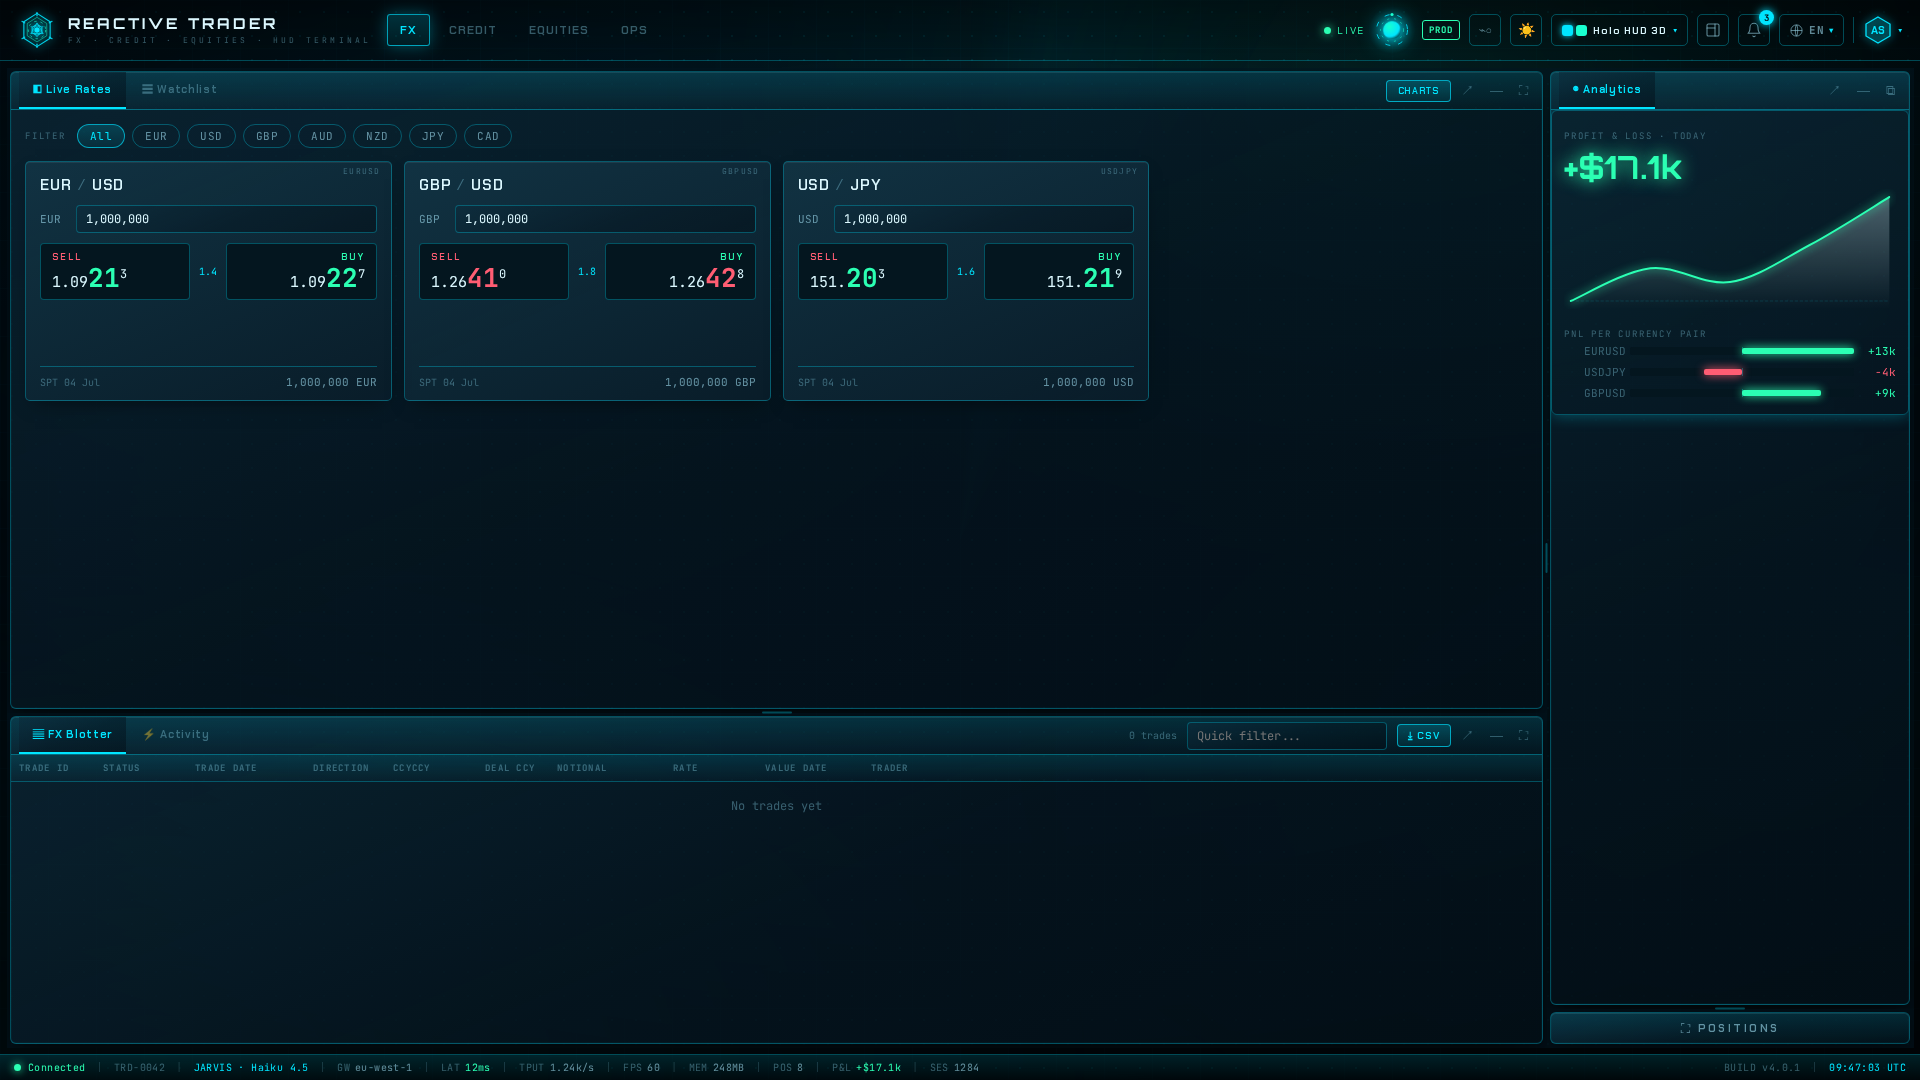 REACTIVE TRADER
FX · CREDIT · EQUITIES · HUD TERMINAL
FX CREDIT EQUITIES OPS
LIVE
PROD
Holo HUD 3D
3
EN
AS
Live Rates Watchlist
CHARTS
FILTER All EUR USD GBP AUD NZD JPY CAD
EURUSD
EUR / USD
EUR 1,000,000
SELL
1.09213
1.4
BUY
1.09227
SPT 04 Jul 1,000,000 EUR
GBPUSD
GBP / USD
GBP 1,000,000
SELL
1.26410
1.8
BUY
1.26428
SPT 04 Jul 1,000,000 GBP
USDJPY
USD / JPY
USD 1,000,000
SELL
151.203
1.6
BUY
151.219
SPT 04 Jul 1,000,000 USD
Analytics
PROFIT & LOSS · TODAY
+$17.1k
PNL PER CURRENCY PAIR
EURUSD +13k
USDJPY -4k
GBPUSD +9k
POSITIONS
FX Blotter Activity
0 trades Quick filter... CSV
TRADE ID STATUS TRADE DATE DIRECTION CCYCCY DEAL CCY NOTIONAL RATE VALUE DATE TRADER
No trades yet
Connected TRD-0042 JARVIS · Haiku 4.5 GW eu-west-1 LAT 12ms TPUT 1.24k/s FPS 60 MEM 248MB POS 8 P&L +$17.1k SES 1284 BUILD v4.0.1 09:47:03 UTC